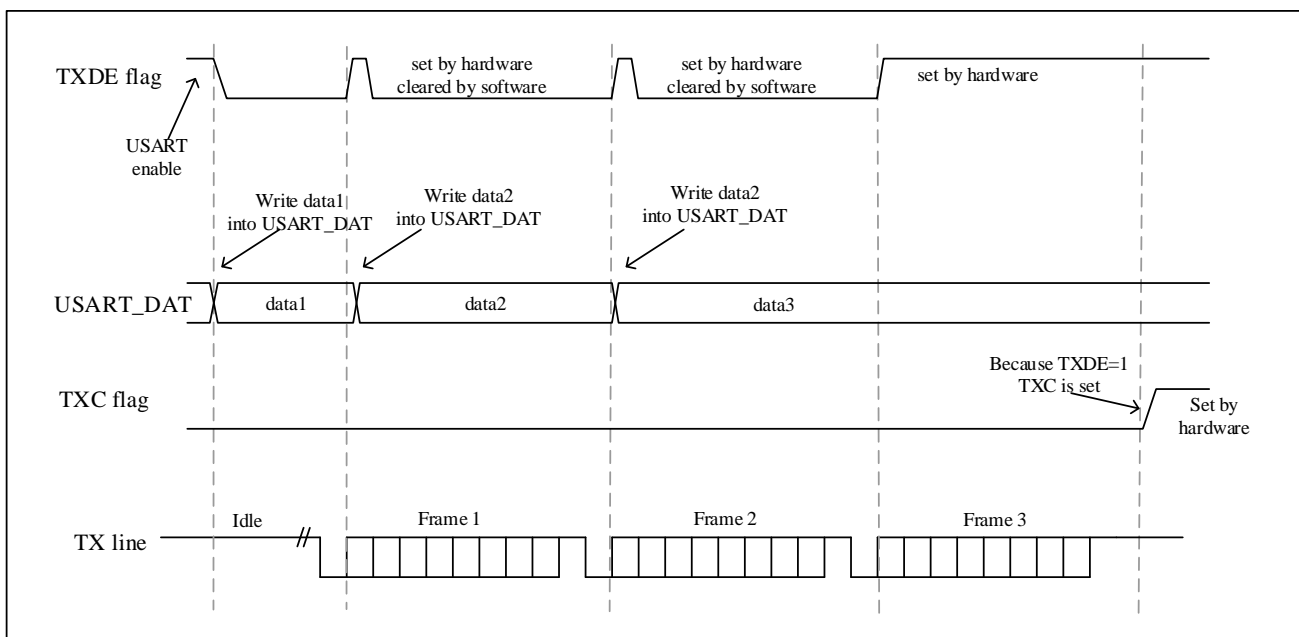 TXDE flag
USART
enable
set by hardware
cleared by software
set by hardware
cleared by software
set by hardware
Write data1
into USART_DAT
Write data2
into USART_DAT
Write data2
into USART_DAT
USART_DAT
data1
data2
data3
Because TXDE=1
TXC is set
TXC flag
Set by
hardware
Idle
Frame 1
Frame 2
Frame 3
TX line